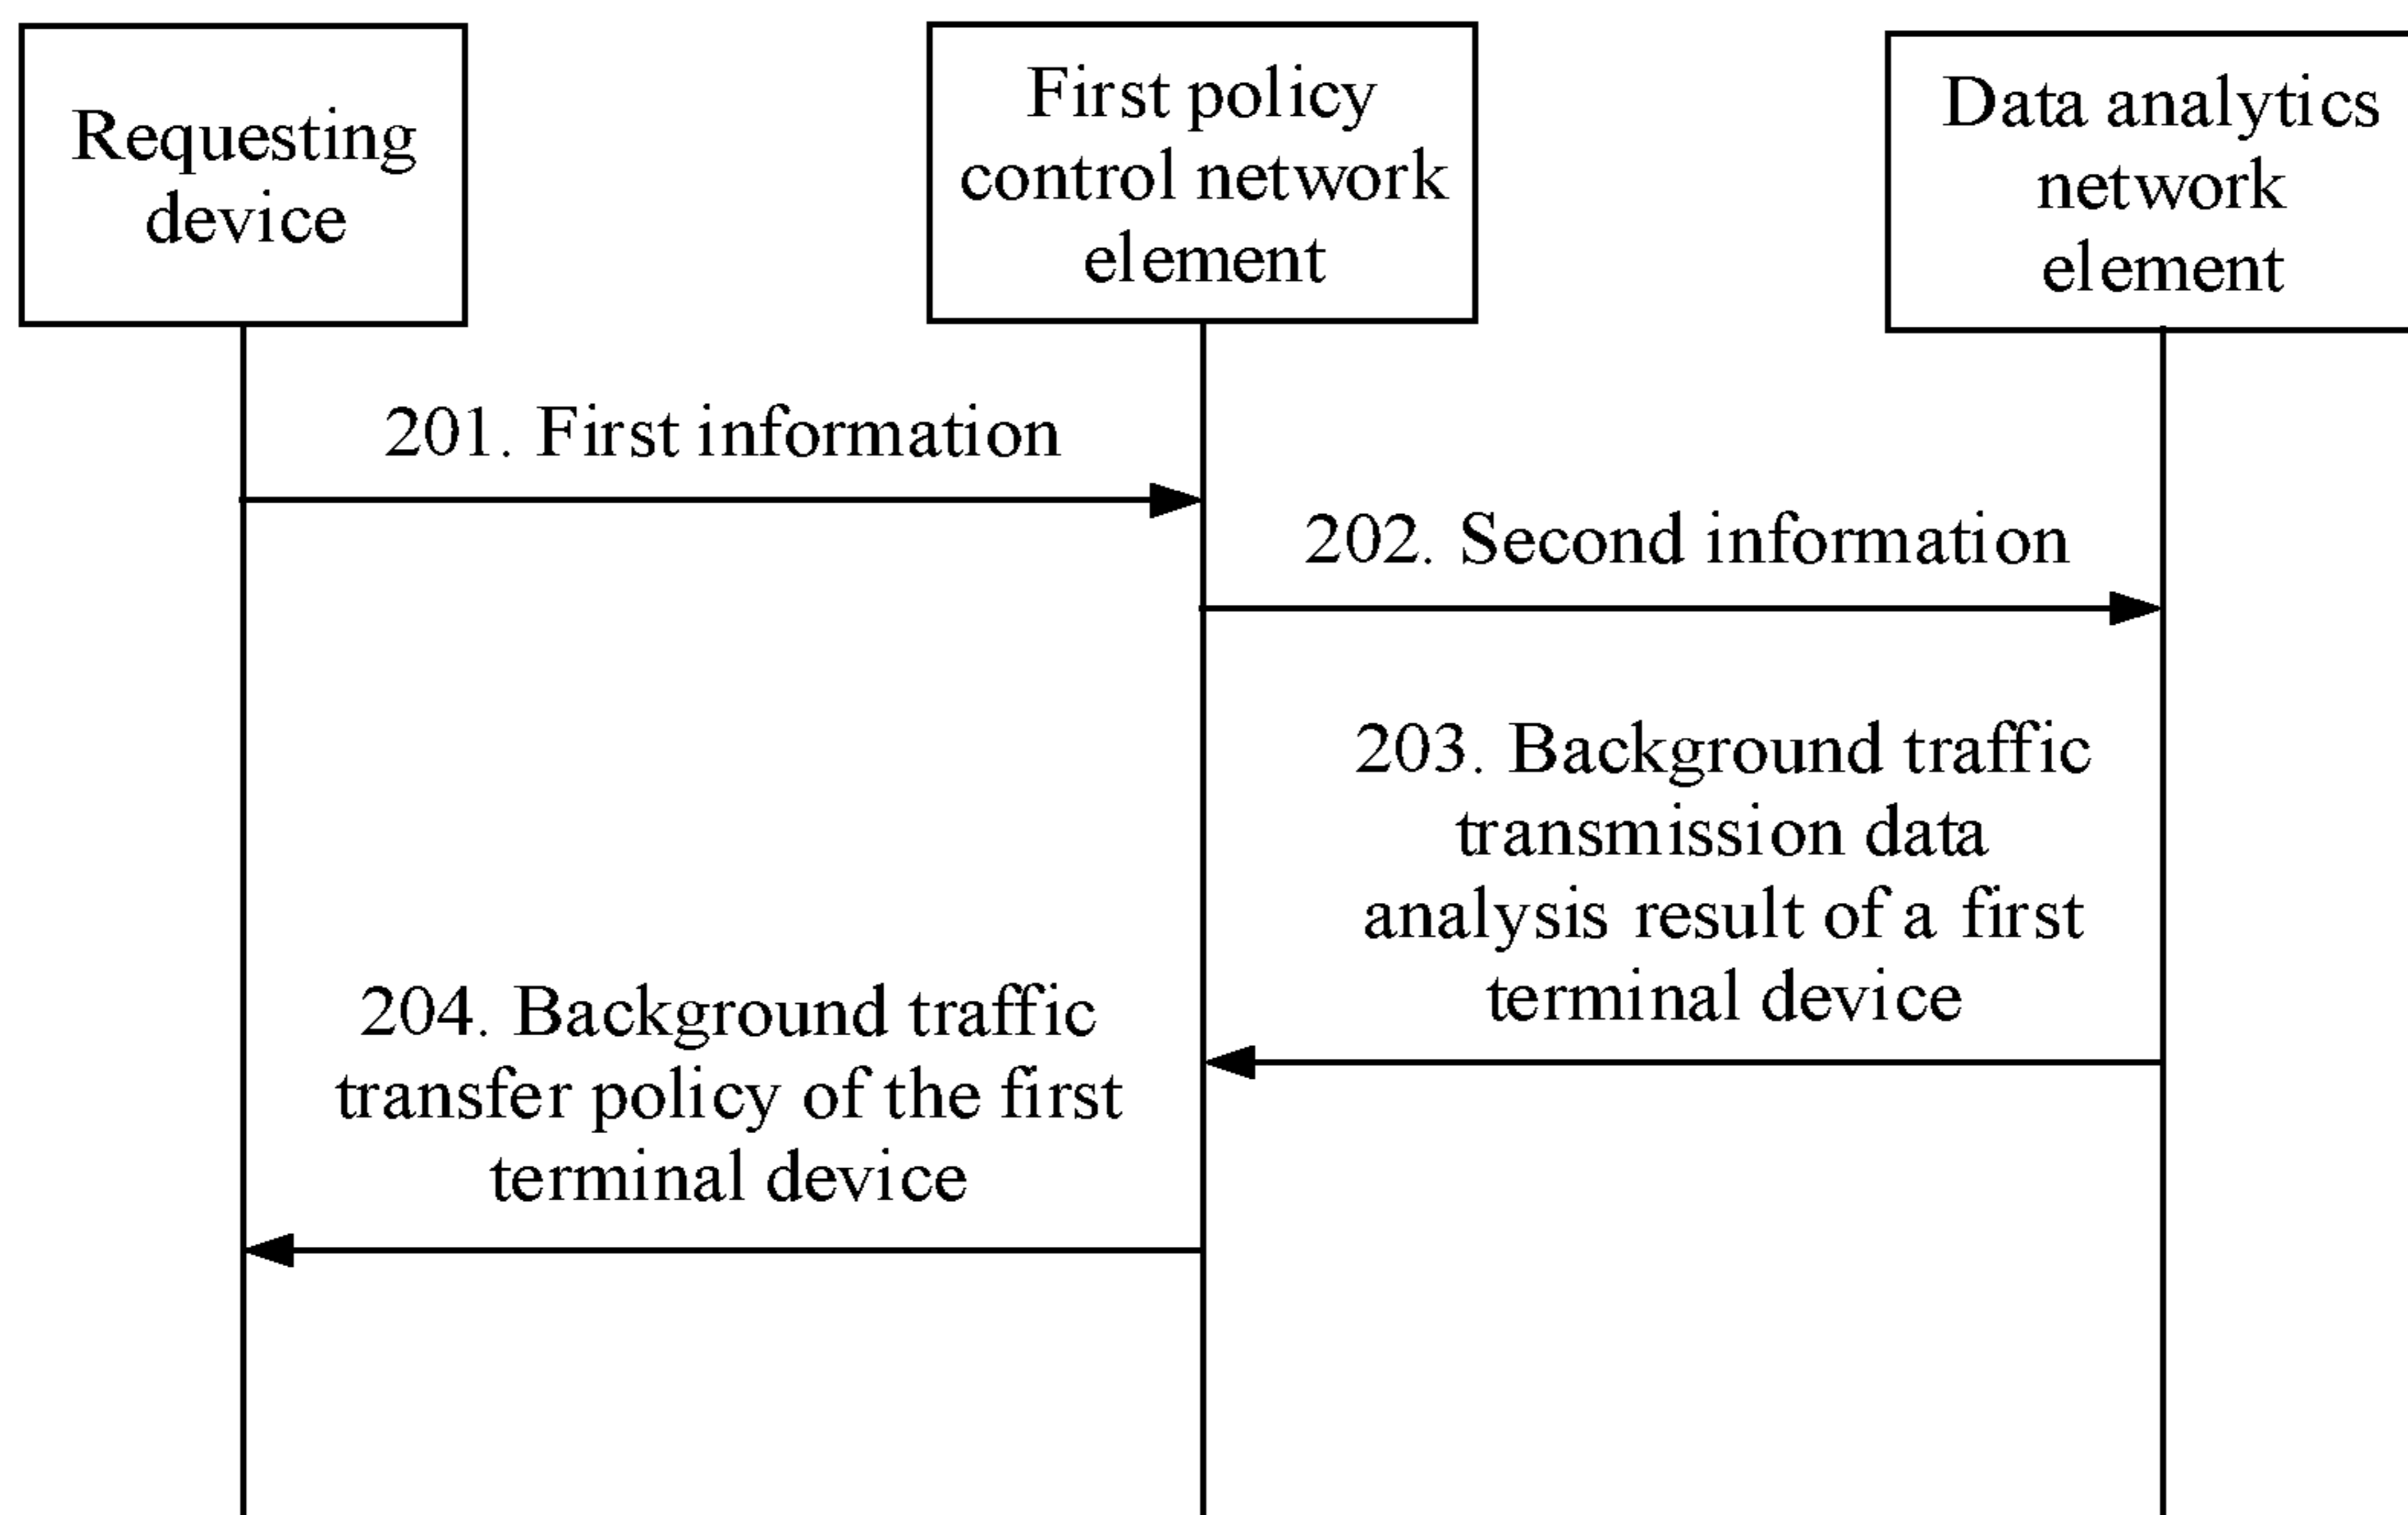 Requesting
device
First policy
control network
element
Data analytics
network
element
201. First information
202. Second information
203. Background traffic
transmission data
analysis result of a first
terminal device
204. Background traffic
transfer policy of the first
terminal device